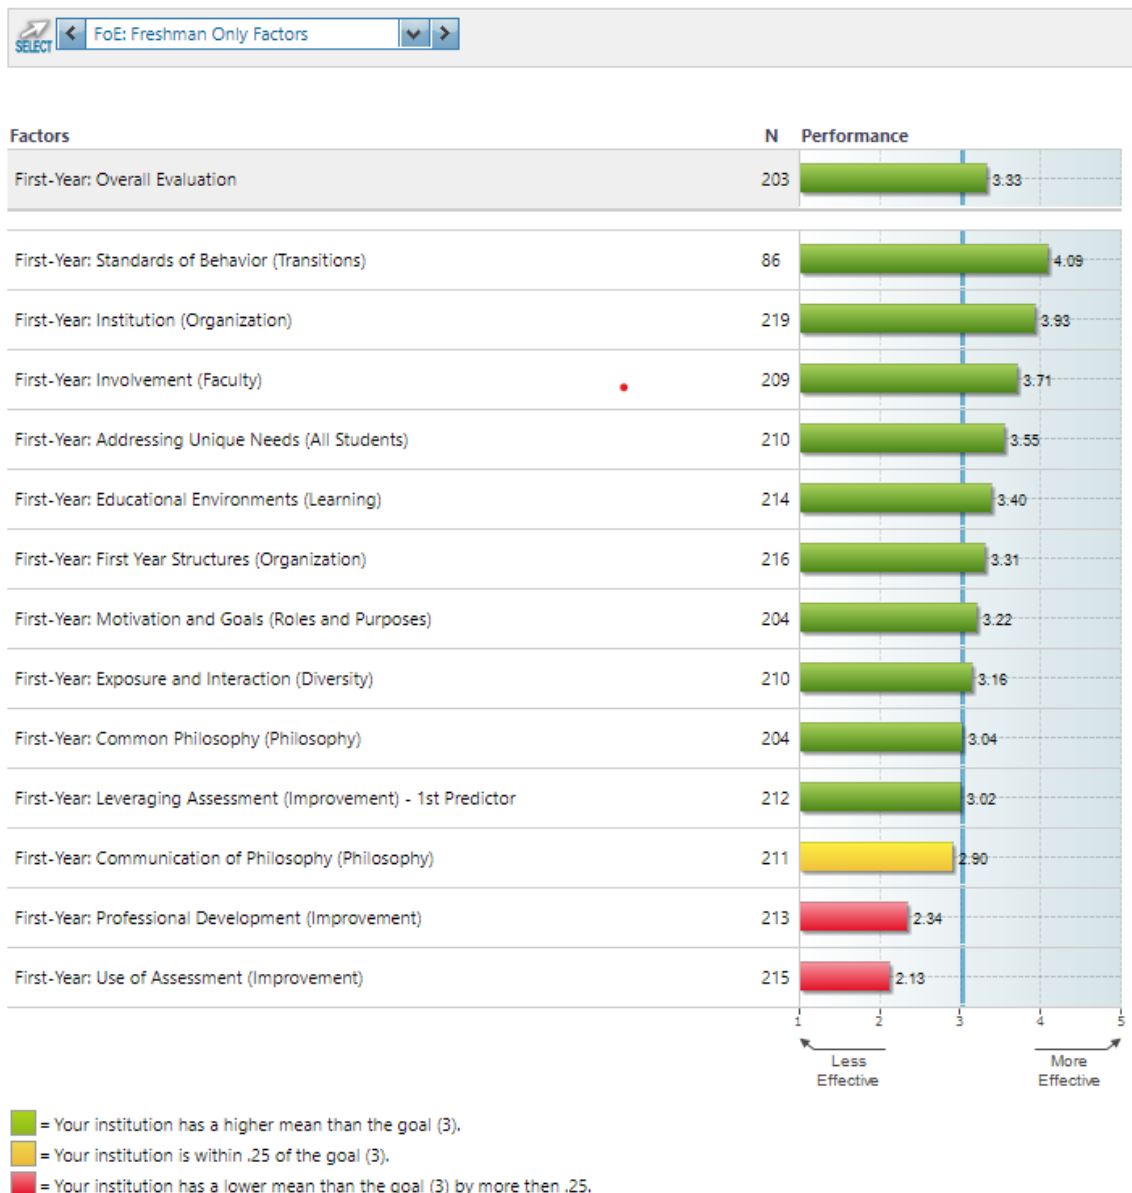 SELECT FoE: Freshman Only Factors
Factors N Performance
First-Year: Overall Evaluation 203 3.33
First-Year: Standards of Behavior (Transitions) 86 4.09
First-Year: Institution (Organization) 219 3.93
First-Year: Involvement (Faculty) 209 3.71
First-Year: Addressing Unique Needs (All Students) 210 3.55
First-Year: Educational Environments (Learning) 214 3.40
First-Year: First Year Structures (Organization) 216 3.31
First-Year: Motivation and Goals (Roles and Purposes) 204 3.22
First-Year: Exposure and Interaction (Diversity) 210 3.16
First-Year: Common Philosophy (Philosophy) 204 3.04
First-Year: Leveraging Assessment (Improvement) - 1st Predictor 212 3.02
First-Year: Communication of Philosophy (Philosophy) 211 2.90
First-Year: Professional Development (Improvement) 213 2.34
First-Year: Use of Assessment (Improvement) 215 2.13
1 2 3 4 5
Less More
Effective Effective
= Your institution has a higher mean than the goal (3).
= Your institution is within .25 of the goal (3).
= Your institution has a lower mean than the goal (3) by more then .25.